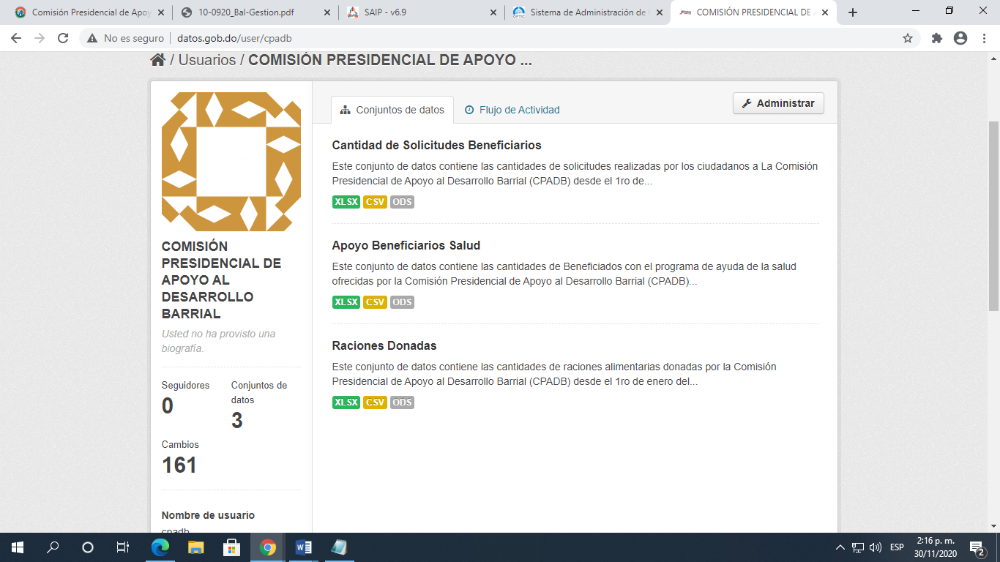 Comisión Presidencial de Apoy
10-0920_Bal-Gestion.pdf
SAIP - v6.9
Sistema de Administración de
COMISIÓN PRESIDENCIAL DE
No es seguro
datos.gob.do/user/cpadb
/ Usuarios / COMISIÓN PRESIDENCIAL DE APOYO ...
COMISIÓN
PRESIDENCIAL DE
APOYO AL
DESARROLLO
BARRIAL
Usted no ha provisto una
biografía.
Seguidores
0
Conjuntos de
datos
3
Cambios
161
Nombre de usuario
cpadb
Conjuntos de datos
Flujo de Actividad
Administrar
Cantidad de Solicitudes Beneficiarios
Este conjunto de datos contiene las cantidades de solicitudes realizadas por los ciudadanos a La Comisión
Presidencial de Apoyo al Desarrollo Barrial (CPADB) desde el 1ro de...
XLSX CSV ODS
Apoyo Beneficiarios Salud
Este conjunto de datos contiene las cantidades de Beneficiados con el programa de ayuda de la salud
ofrecidas por la Comisión Presidencial de Apoyo al Desarrollo Barrial (CPADB)...
XLSX CSV ODS
Raciones Donadas
Este conjunto de datos contiene las cantidades de raciones alimentarias donadas por la Comisión
Presidencial de Apoyo al Desarrollo Barrial (CPADB) desde el 1ro de enero del...
XLSX CSV ODS
ESP
2:16 p. m.
30/11/2020
2